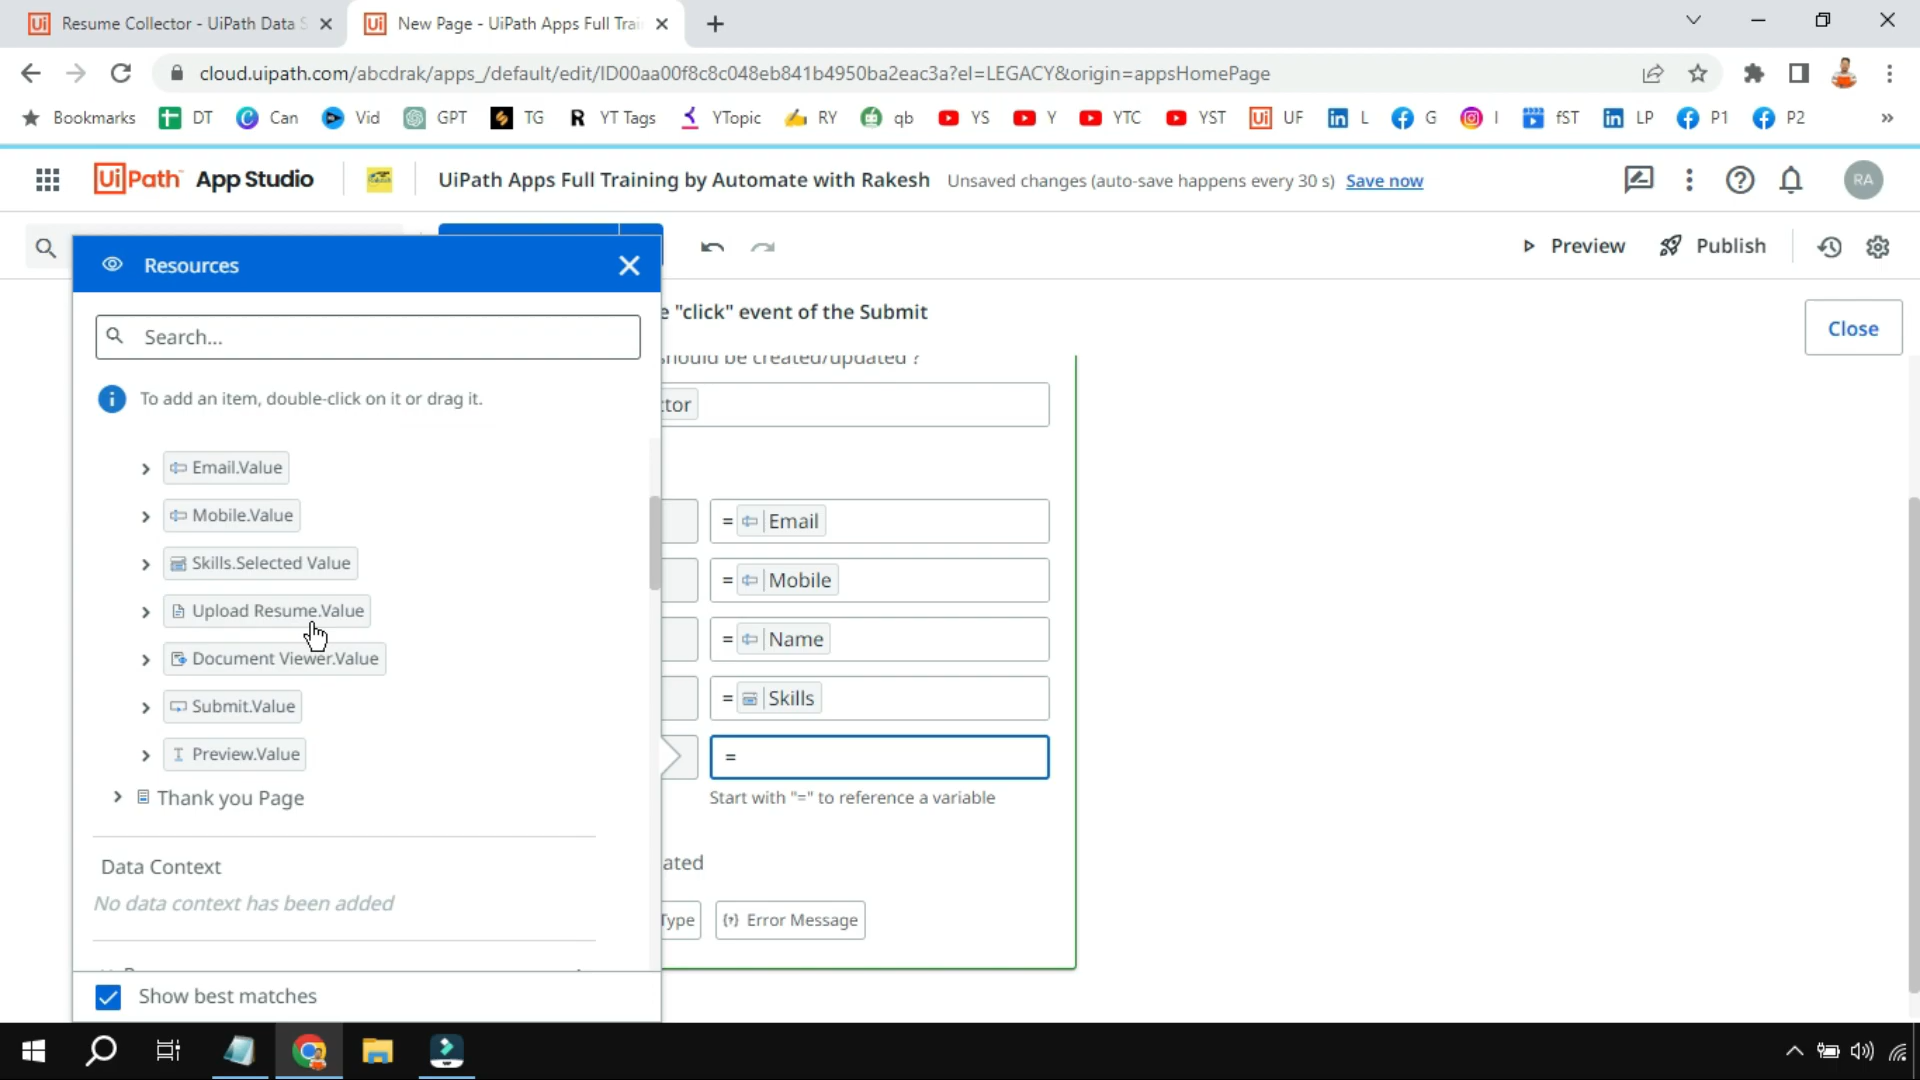 Resume Collector - UiPath Data S
New Page - UiPath Apps Full Trai
cloud.uipath.com/abcdrak/apps_/default/edit/ID00aa00f8c8c048eb841b4950ba2eac3a?el=LEGACY&origin=appsHomePage
Bookmarks DT Can Vid GPT TG YT Tags YTopic RY qb YS Y YTC YST UF L G I fST LP P1 P2 »
UiPath App Studio UiPath Apps Full Training by Automate with Rakesh Unsaved changes (auto-save happens every 30 s) Save now RA
Preview Publish
Resources
e "click" event of the Submit
Close
Search...
should be created/updated ?
To add an item, double-click on it or drag it.
tor
Email.Value
Mobile.Value
= Email
Skills.Selected Value
= Mobile
Upload Resume.Value
= Name
Document Viewer.Value
Submit.Value
= Skills
Preview.Value
=
Thank you Page
Start with "=" to reference a variable
Data Context
ated
No data context has been added
Type Error Message
Show best matches